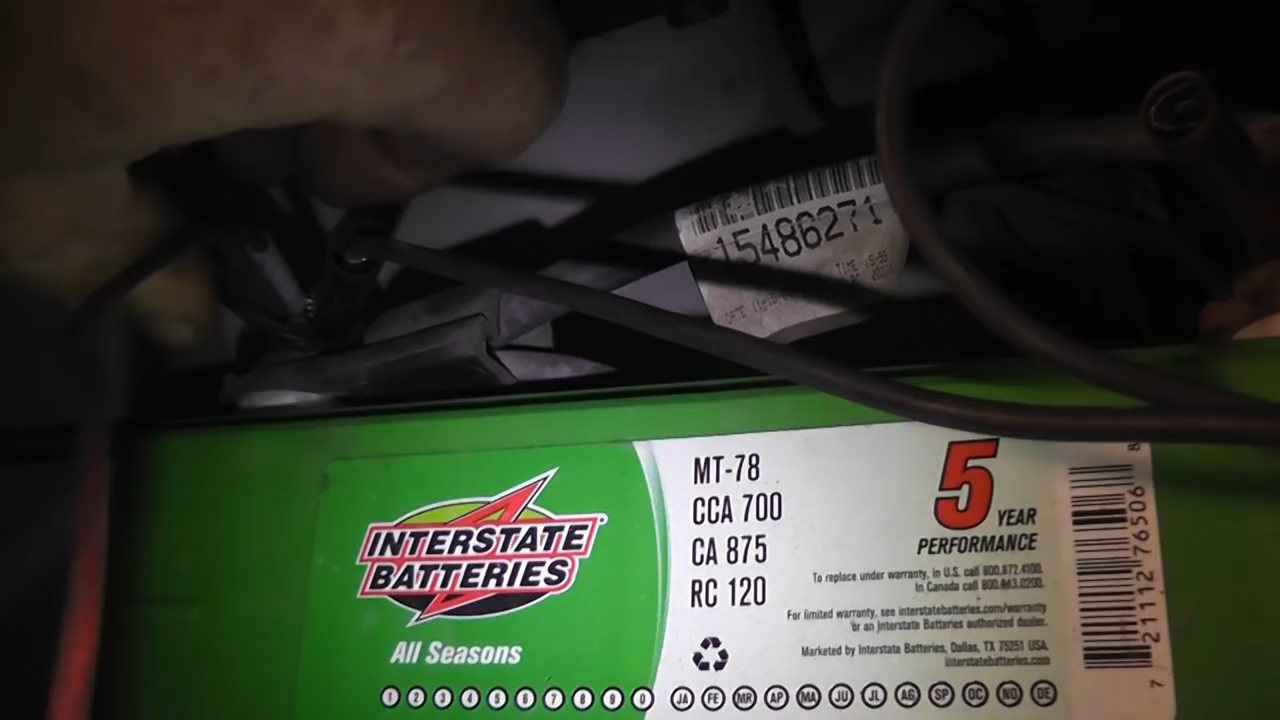 15486271
TIME
INTERSTATE
BATTERIES
All Seasons
MT-78
CCA 700
CA 875
RC 120
5 YEAR
PERFORMANCE
To replace under warranty, in U.S. call 800.872.4100.
In Canada call 800.663.0200.
For limited warranty, see interstatebatteries.com/warranty
or an Interstate Batteries authorized dealer.
Marketed by Interstate Batteries, Dallas, TX 75251 USA
interstatebatteries.com
1 2 3 4 5 6 7 8 9 0 JA FE MR AP MA JU JL AG SP OC NO DE
7 21112 76506 8